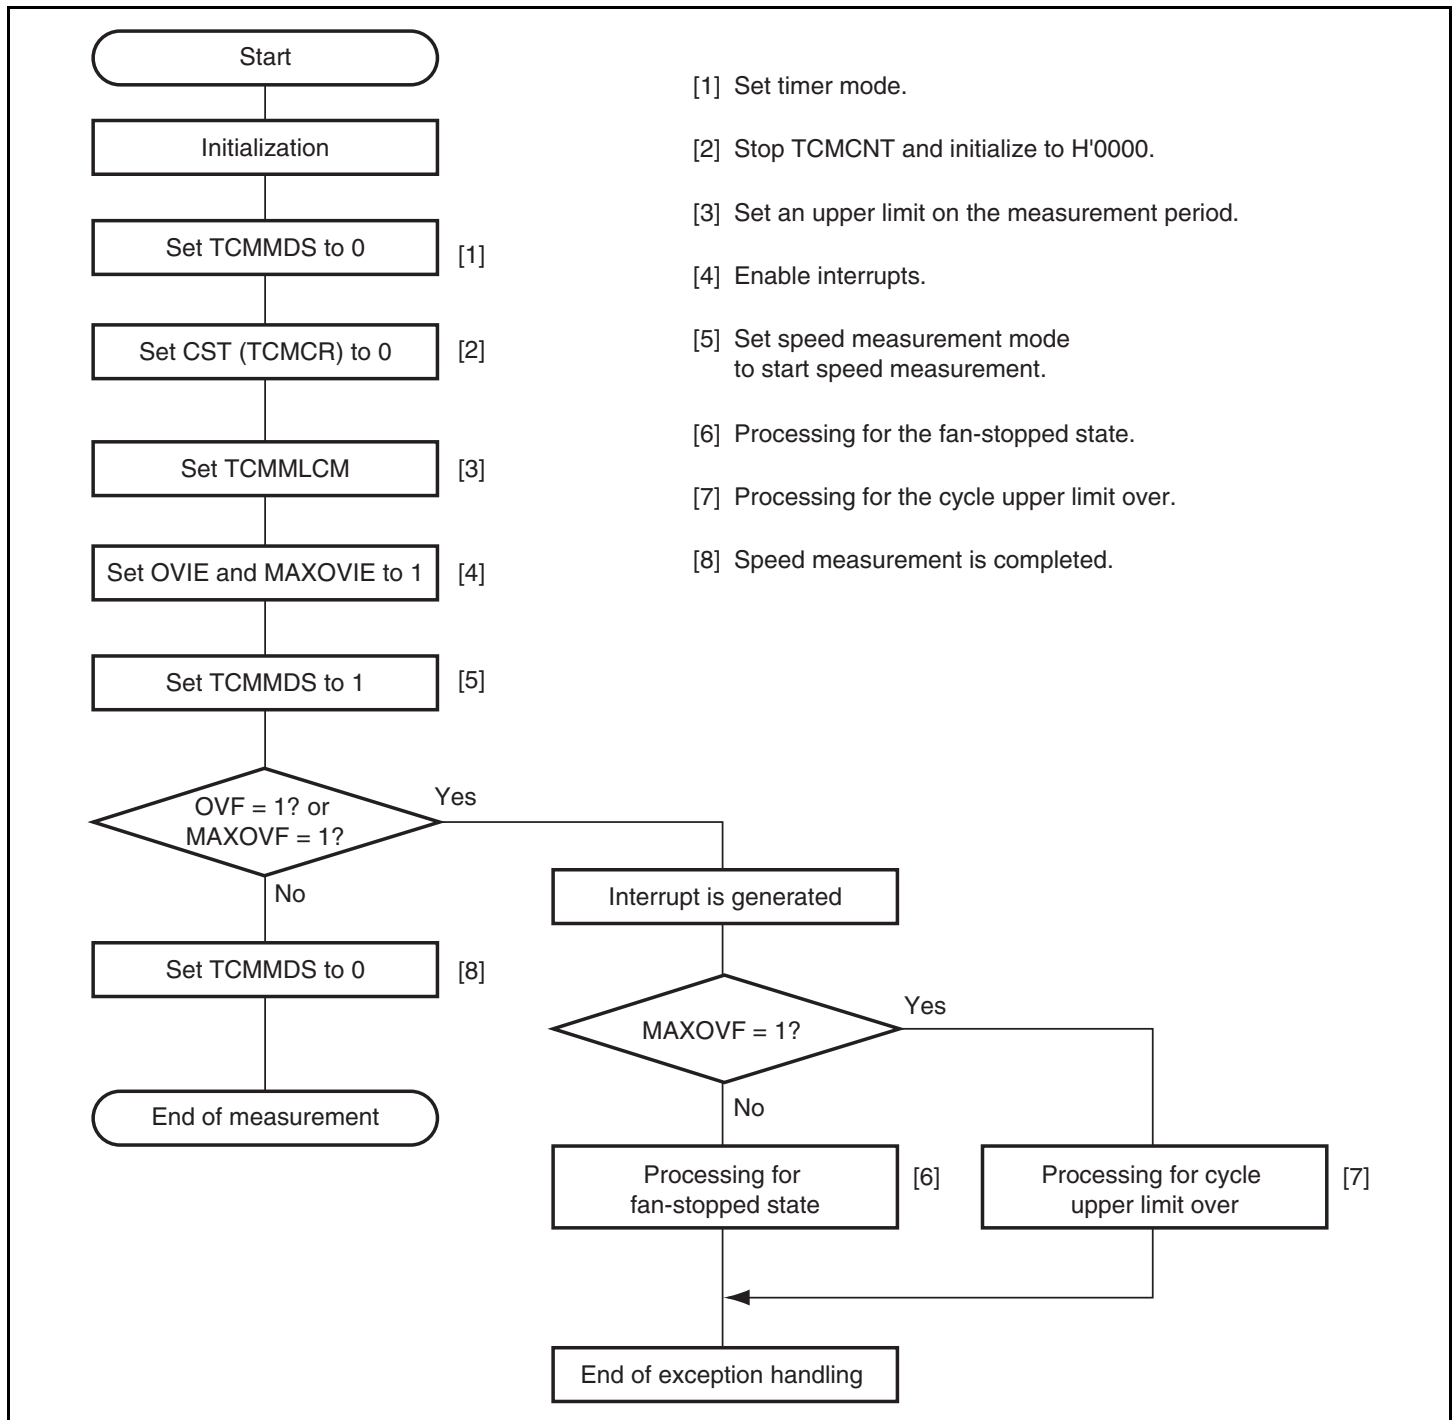 Start
Initialization
Set TCMMDS to 0
[1]
Set CST (TCMCR) to 0
[2]
Set TCMMLCM
[3]
Set OVIE and MAXOVIE to 1
[4]
Set TCMMDS to 1
[5]
OVF = 1? or
MAXOVF = 1?
Yes
No
Set TCMMDS to 0
[8]
End of measurement
Interrupt is generated
MAXOVF = 1?
Yes
No
Processing for
fan-stopped state
[6]
Processing for cycle
upper limit over
[7]
End of exception handling
[1] Set timer mode.
[2] Stop TCMCNT and initialize to H'0000.
[3] Set an upper limit on the measurement period.
[4] Enable interrupts.
[5] Set speed measurement mode
to start speed measurement.
[6] Processing for the fan-stopped state.
[7] Processing for the cycle upper limit over.
[8] Speed measurement is completed.